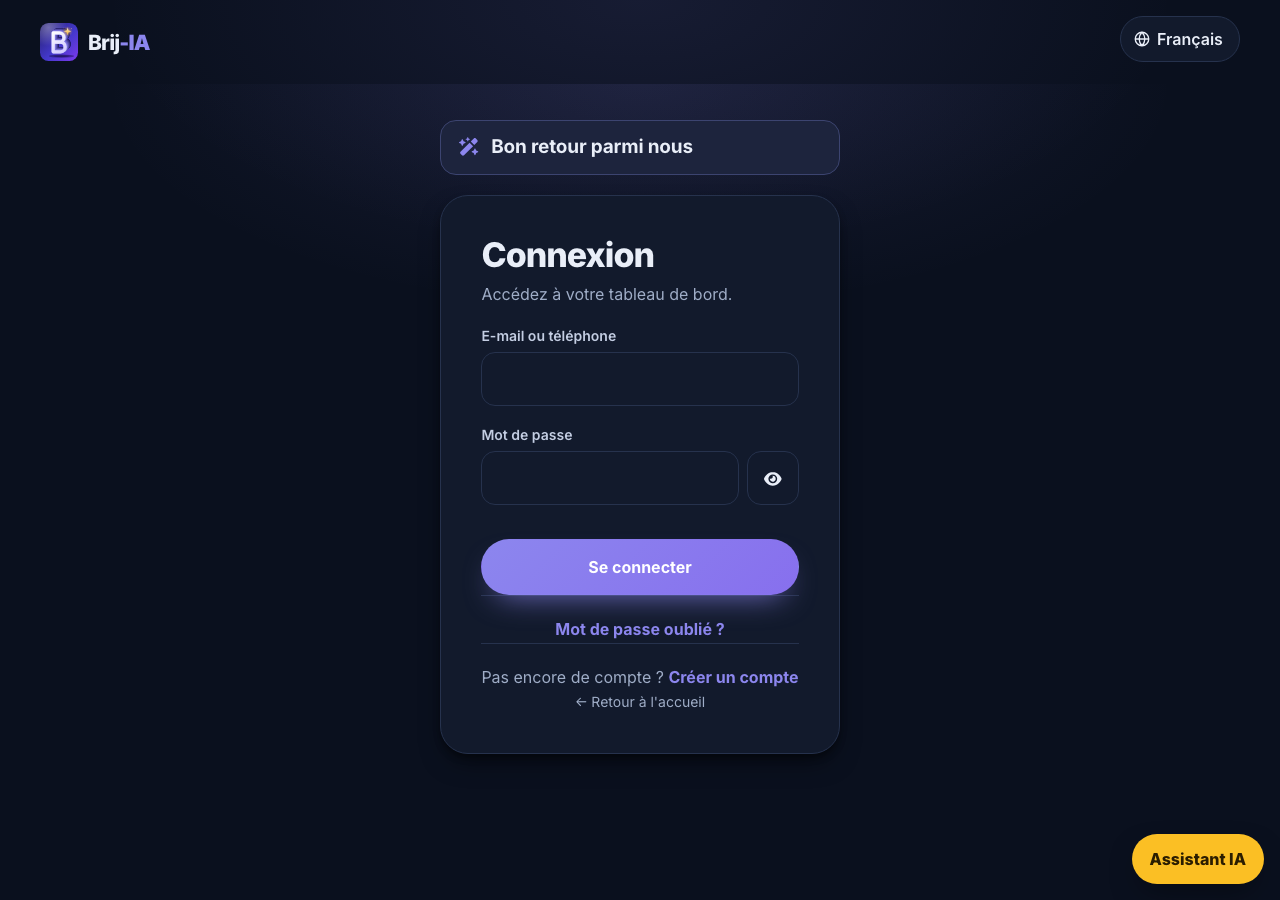 B
Brij-IA
Français
Bon retour parmi nous
Connexion
Accédez à votre tableau de bord.
E-mail ou téléphone
Mot de passe
Se connecter
Mot de passe oublié ?
Pas encore de compte ? Créer un compte
← Retour à l'accueil
Assistant IA